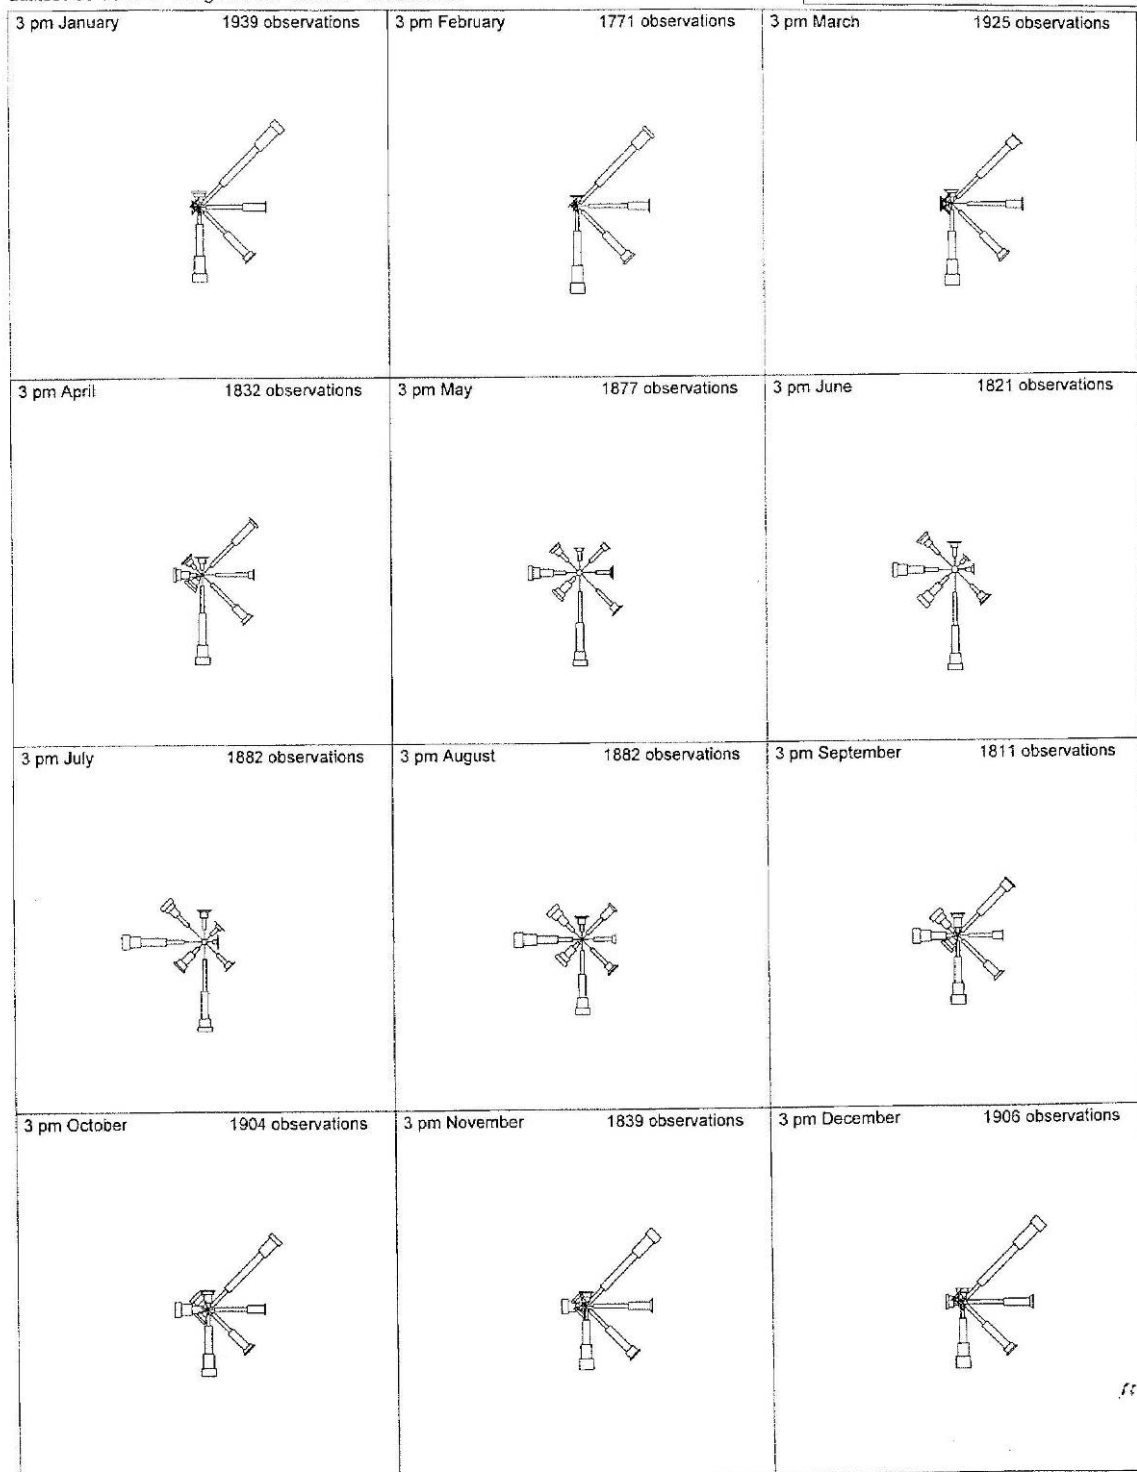 3 pm January 1939 observations
3 pm February 1771 observations
3 pm March 1925 observations
3 pm April 1832 observations
3 pm May 1877 observations
3 pm June 1821 observations
3 pm July 1882 observations
3 pm August 1882 observations
3 pm September 1811 observations
3 pm October 1904 observations
3 pm November 1839 observations
3 pm December 1906 observations